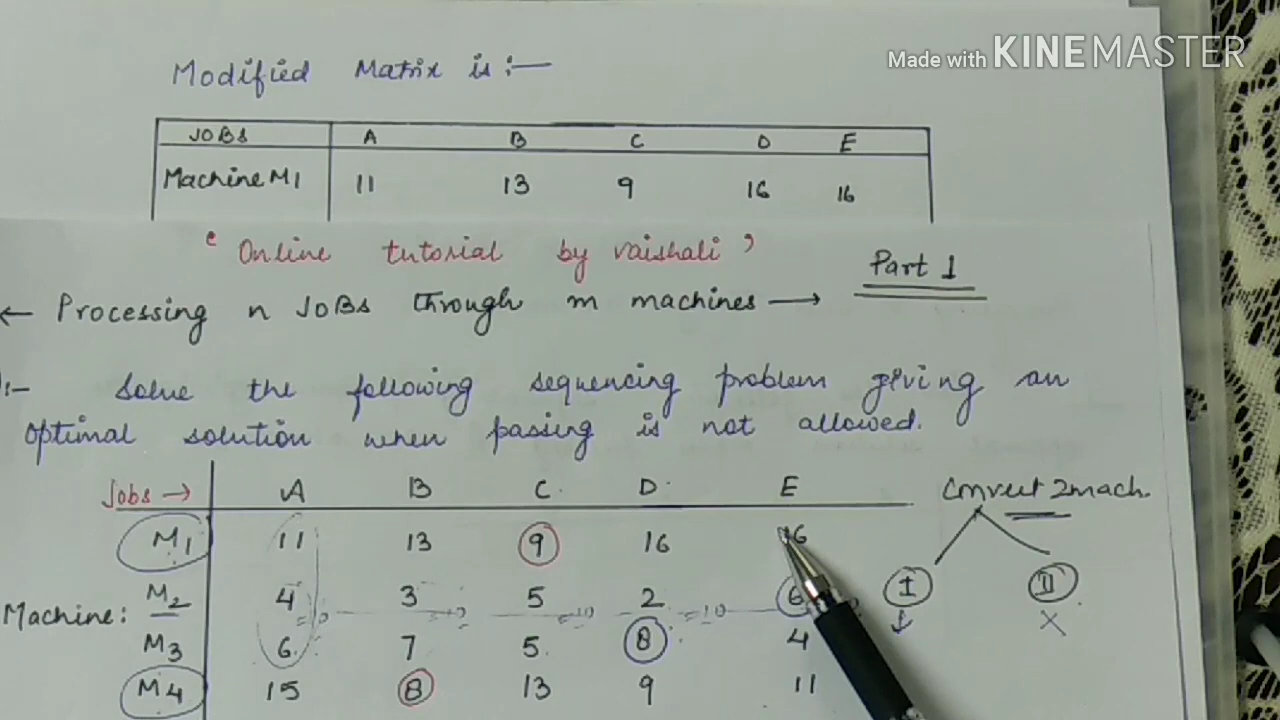 Made with KINEMASTER
Modified Matrix is :—
JOBS A B C D E
Machine M1 11 13 9 16 16
" Online tutorial by vaishali "
Part 1
← Processing n JOBS through m machines →
:- Solve the following sequencing problem giving an
optimal solution when passing is not allowed.
Jobs → A B C D E
Convert 2 mach.
M1 11 13 9 16 16
I II
Machine: M2 4 3 5 2 6
= 10 = 10
↓ X
M3 6 7 5 8 4
M4 15 8 13 9 11